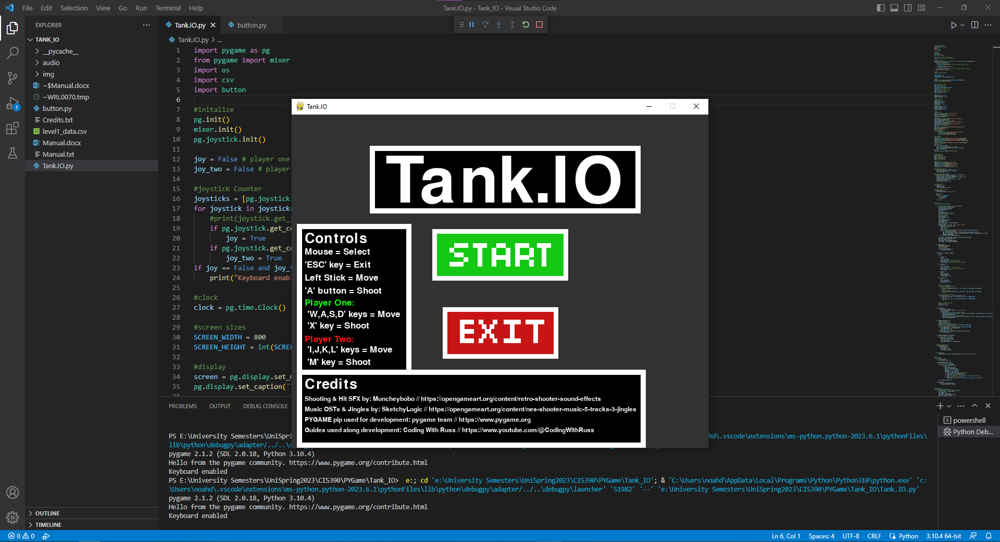 File Edit Selection View Go Run Terminal Help
Tank.IO.py - Tank_IO - Visual Studio Code
EXPLORER
TANK_IO
__pycache__
audio
img
~$Manual.docx
~WRL0070.tmp
button.py
Credits.txt
level1_data.csv
Manual.docx
Manual.txt
Tank.IO.py
OUTLINE
TIMELINE
1
Tank.IO.py button.py
Tank.IO.py > ...
1 import pygame as pg
2 from pygame import mixer
3 import os
4 import csv
5 import button
6
7 #initalize
8 pg.init()
9 mixer.init()
10 pg.joystick.init()
11
12 joy = False # player one
13 joy_two = False # player
14
15 #joystick Counter
16 joysticks = [pg.joystick.
17 for joystick in joysticks
18 #print(joystick.get_
19 if pg.joystick.get_co
20 joy = True
21 if pg.joystick.get_co
22 joy_two = True
23 if joy == False and joy_
24 print("Keyboard enabl
25
26 #clock
27 clock = pg.time.Clock()
28
29 #screen sizes
30 SCREEN_WIDTH = 800
31 SCREEN_HEIGHT = int(SCRE
32
33 #display
34 screen = pg.display.set_m
35 pg.display.set_caption('
Tank.IO
Tank.IO
START
EXIT
Controls
Mouse = Select
'ESC' key = Exit
Left Stick = Move
'A' button = Shoot
Player One:
'W,A,S,D' keys = Move
'X' key = Shoot
Player Two:
'I,J,K,L' keys = Move
'M' key = Shoot
Credits
Shooting & Hit SFX by: Muncheybobo // https://opengameart.org/content/retro-shooter-sound-effects
Music OSTs & Jingles by: SketchyLogic // https://opengameart.org/content/nes-shooter-music-5-tracks-3-jingles
PYGAME pip used for development: pygame team // https://www.pygame.org
Guides used along development: Coding With Russ // https://www.youtube.com/@CodingWithRuss
PROBLEMS OUTPUT DEBUG CONSOLE
powershell
Python Deb...
PS E:\University Semesters\UniSpri hd\.vscode\extensions\ms-python.python-2023.6.1\pythonFiles\
lib\python\debugpy\adapter/../..\d
pygame 2.1.2 (SDL 2.0.18, Python 3.10.4)
Hello from the pygame community. https://www.pygame.org/contribute.html
Keyboard enabled
PS E:\University Semesters\UniSpring2023\CIS390\PYGame\Tank_IO> e:; cd 'e:\University Semesters\UniSpring2023\CIS390\PYGame\Tank_IO'; & 'C:\Users\noahd\AppData\Local\Programs\Python\Python310\python.exe' 'c:
\Users\noahd\.vscode\extensions\ms-python.python-2023.6.1\pythonFiles\lib\python\debugpy\adapter/../..\debugpy\launcher' '51982' '--' 'e:\University Semesters\UniSpring2023\CIS390\PYGame\Tank_IO\Tank.IO.py'
pygame 2.1.2 (SDL 2.0.18, Python 3.10.4)
Hello from the pygame community. https://www.pygame.org/contribute.html
Keyboard enabled
0 0
Ln 6, Col 1 Spaces: 4 UTF-8 CRLF Python 3.10.4 64-bit